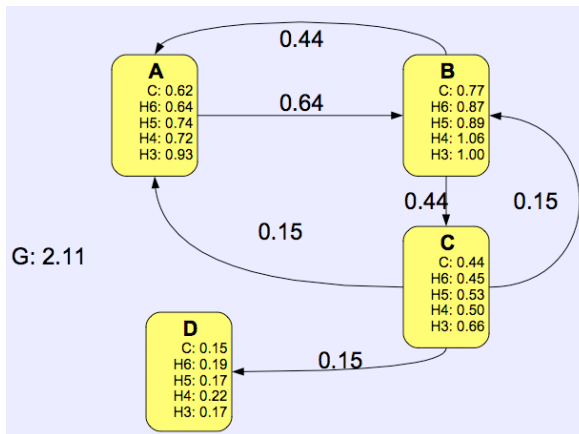 0.44
A
C: 0.62
H6: 0.64
H5: 0.74
H4: 0.72
H3: 0.93
0.64
B
C: 0.77
H6: 0.87
H5: 0.89
H4: 1.06
H3: 1.00
0.44
0.15
0.15
G: 2.11
C
C: 0.44
H6: 0.45
H5: 0.53
H4: 0.50
H3: 0.66
D
C: 0.15
H6: 0.19
H5: 0.17
H4: 0.22
H3: 0.17
0.15